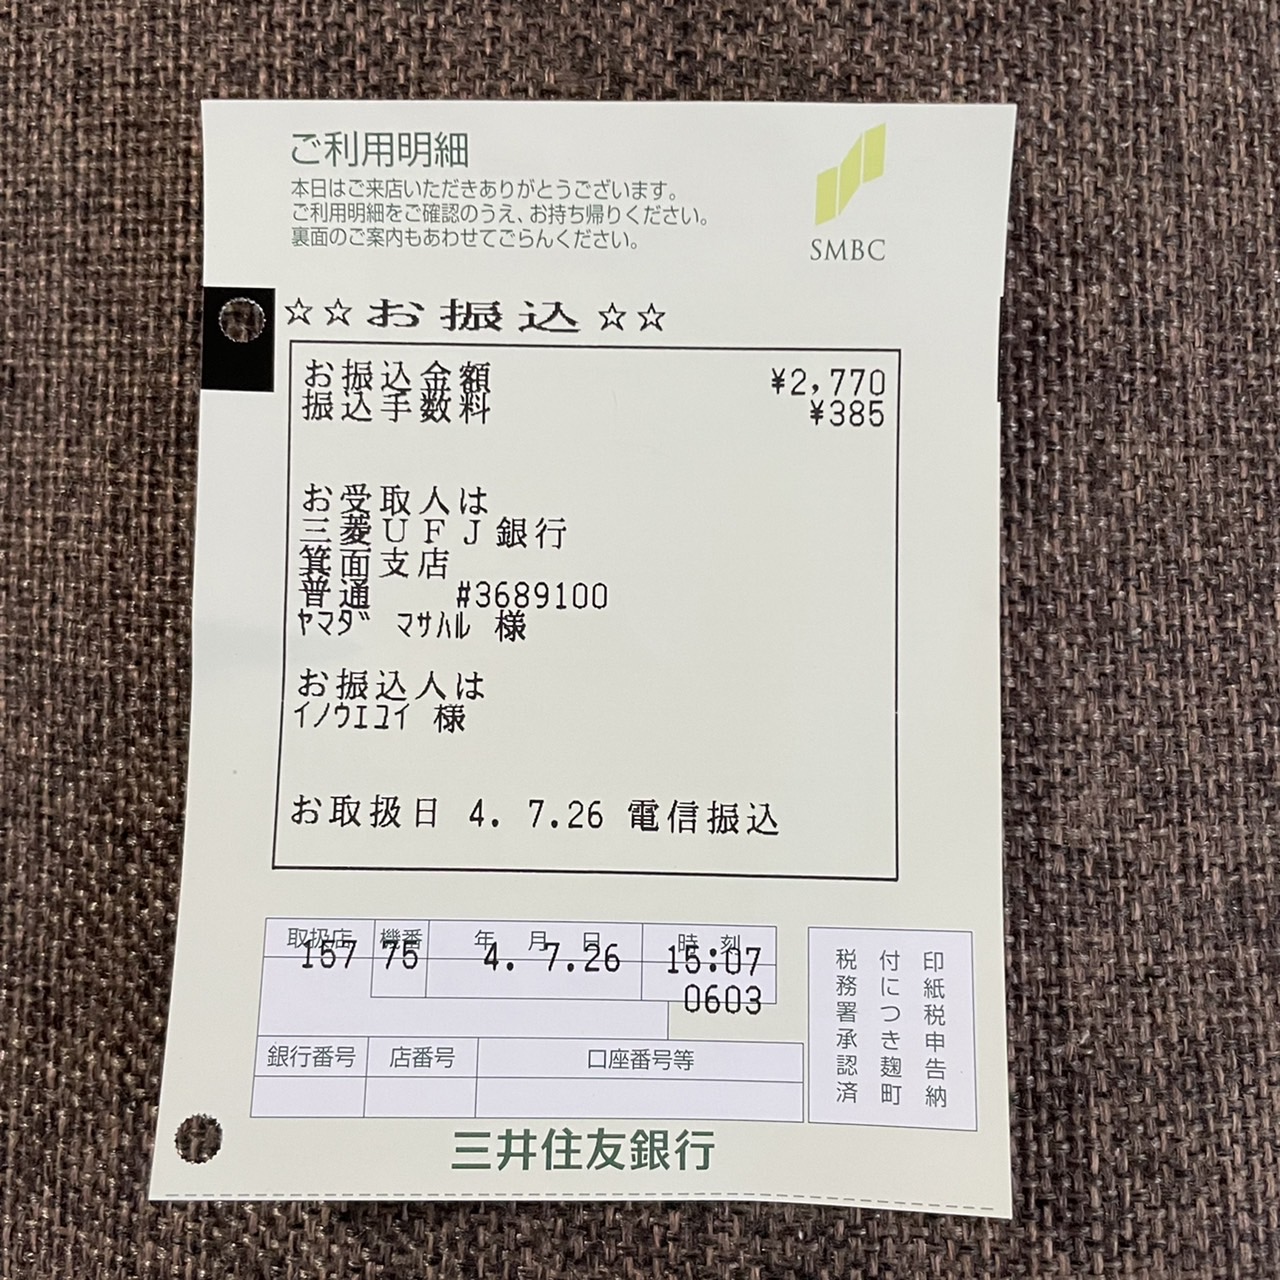 ご利用明細
本日はご来店いただきありがとうございます。
ご利用明細をご確認のうえ、お持ち帰りください。
裏面のご案内もあわせてごらんください。
SMBC
☆☆お振込☆☆
お振込金額 ¥2,770
振込手数料 ¥385
お受取人は
三菱UFJ銀行
箕面支店
普通 #3689100
ﾔﾏﾀﾞ ﾏｻﾊﾙ 様
お振込人は
ｲﾉｳｴﾕｲ 様
お取扱日 4. 7.26 電信振込
取扱店 機番 年 月 日 時 刻
157 75 4. 7.26 15:07
0603
銀行番号 店番号 口座番号等
印紙税申告納
付につき麹町
税務署承認済
三井住友銀行